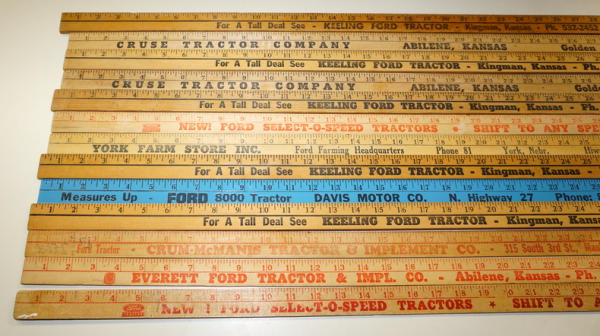 For A Tall Deal See - KEELING FORD TRACTOR - Kingman, Kansas - Ph. 532-2452
CRUSE TRACTOR COMPANY ABILENE, KANSAS Golden
For A Tall Deal See KEELING FORD TRACTOR - Kingman, Kansas - Ph.
CRUSE TRACTOR COMPANY ABILENE, KANSAS Gold
For A Tall Deal See KEELING FORD TRACTOR - Kingman, Kansas - Ph.
NEW! FORD SELECT-O-SPEED TRACTORS • SHIFT TO ANY SPE
YORK FARM STORE INC. Ford Farming Headquarters Phone 81 York, Nebr. Hiw
For A Tall Deal See KEELING FORD TRACTOR - Kingman, Kansas -
Measures Up - FORD 8000 Tractor DAVIS MOTOR CO. N. Highway 27 Phone:
For A Tall Deal See KEELING FORD TRACTOR - Kingman, Kans
Ford Tractor - CRUM-McMANIS TRACTOR & IMPLEMENT CO. - 315 South 3rd St.,
EVERETT FORD TRACTOR & IMPL. CO. - Abilene, Kansas - Ph.
NEW! FORD SELECT-O-SPEED TRACTORS * SHIFT TO A